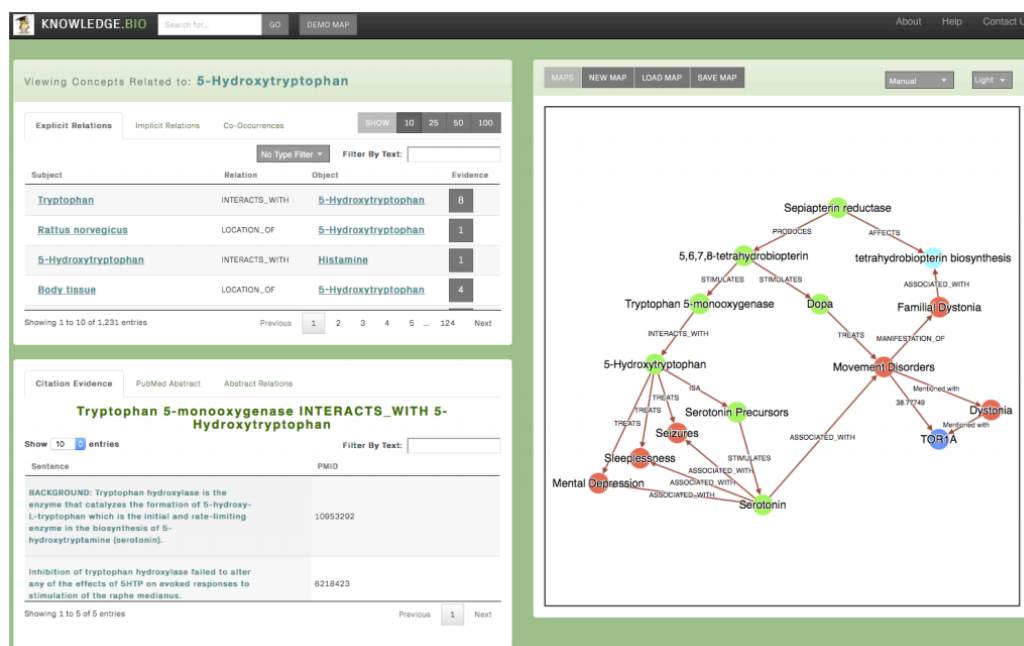 KNOWLEDGE.BIO Search for... GO DEMO MAP About Help Contact U
Viewing Concepts Related to: 5-Hydroxytryptophan
Explicit Relations Implicit Relations Co-Occurrences SHOW 10 25 50 100
No Type Filter Filter By Text:
Subject Relation Object Evidence
Tryptophan INTERACTS_WITH 5-Hydroxytryptophan 8
Rattus norvegicus LOCATION_OF 5-Hydroxytryptophan 1
5-Hydroxytryptophan INTERACTS_WITH Histamine 1
Body tissue LOCATION_OF 5-Hydroxytryptophan 4
Showing 1 to 10 of 1,231 entries Previous 1 2 3 4 5 ... 124 Next
Citation Evidence PubMed Abstract Abstract Relations
Tryptophan 5-monooxygenase INTERACTS_WITH 5-
Hydroxytryptophan
Show 10 entries Filter By Text:
Sentence PMID
BACKGROUND: Tryptophan hydroxylase is the
enzyme that catalyzes the formation of 5-hydroxy-
L-tryptophan which is the initial and rate-limiting
enzyme in the biosynthesis of 5-
hydroxytryptamine (serotonin).
10953292
Inhibition of tryptophan hydroxylase failed to alter
any of the effects of 5HTP on evoked responses to
stimulation of the raphe medianus.
6218423
Showing 1 to 5 of 5 entries Previous 1 Next
MAPS NEW MAP LOAD MAP SAVE MAP Manual Light
Sepiapterin reductase
PRODUCES AFFECTS
5,6,7,8-tetrahydrobiopterin tetrahydrobiopterin biosynthesis
STIMULATES STIMULATES
ASSOCIATED_WITH
Tryptophan 5-monooxygenase Dopa Familial Dystonia
INTERACTS_WITH TREATS MANIFESTATION_OF
5-Hydroxytryptophan Movement Disorders
ISA Mentioned with
TREATS 38.77749
TREATS Serotonin Precursors Dystonia
TREATS Mentioned with
Seizures ASSOCIATED_WITH TOR1A
Sleeplessness STIMULATES
ASSOCIATED_WITH
Mental Depression ASSOCIATED_WITH
ASSOCIATED_WITH
Serotonin